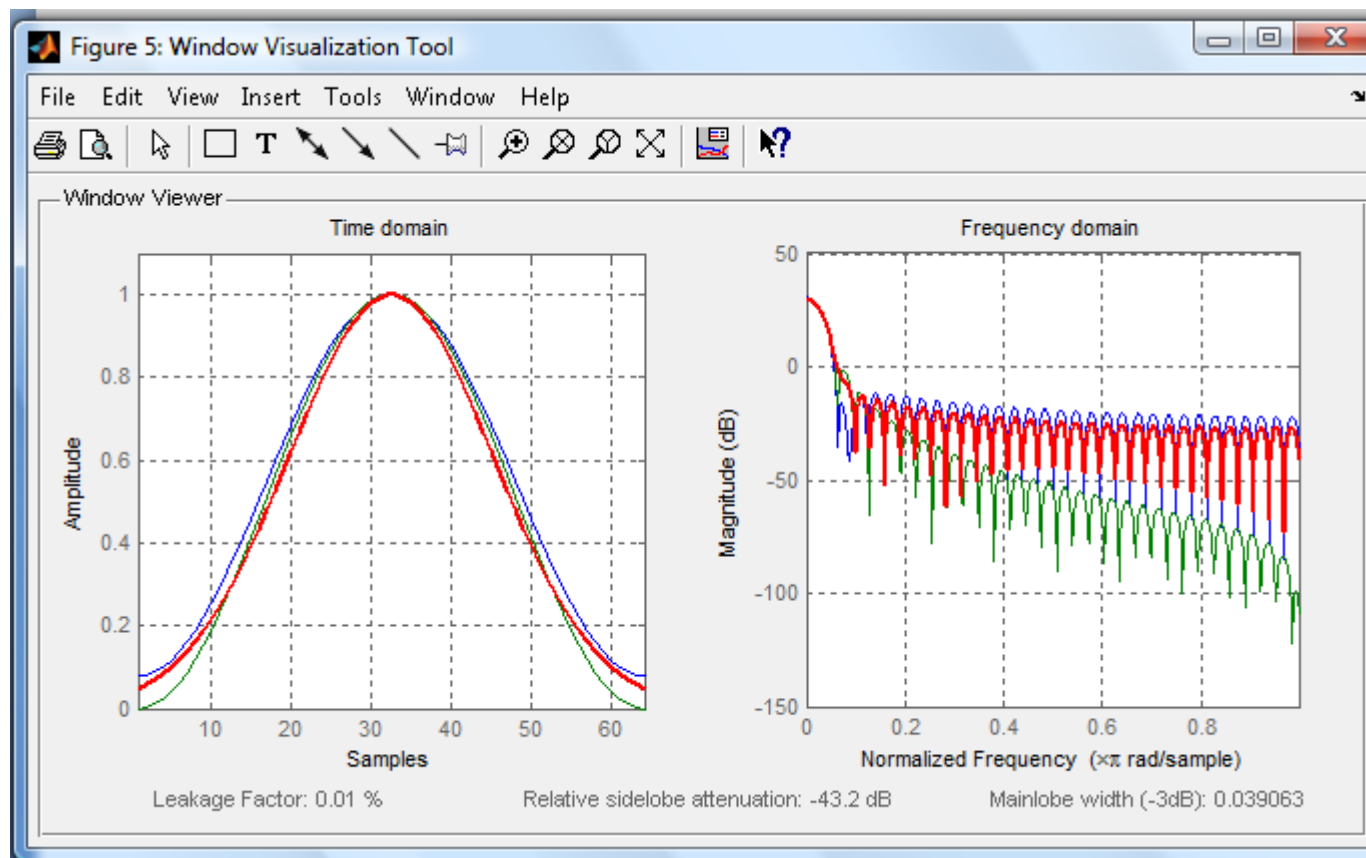 Figure 5: Window Visualization Tool
File Edit View Insert Tools Window Help
T
Window Viewer
Time domain
1
0.8
0.6
0.4
0.2
0
Amplitude
10 20 30 40 50 60
Samples
Frequency domain
50
0
-50
-100
-150
Magnitude (dB)
0 0.2 0.4 0.6 0.8
Normalized Frequency (×π rad/sample)
Leakage Factor: 0.01 % Relative sidelobe attenuation: -43.2 dB Mainlobe width (-3dB): 0.039063